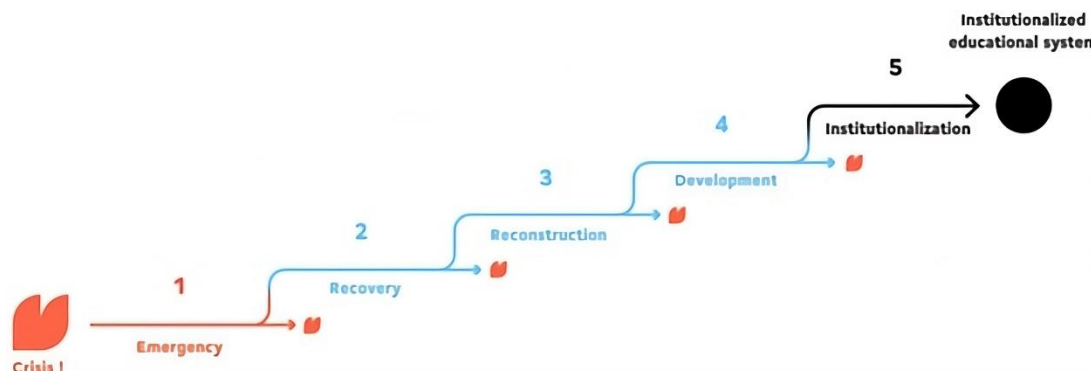 Institutionalized
educational system
5
Institutionalization
4
Development
3
Reconstruction
2
Recovery
1
Emergency
Crisis !